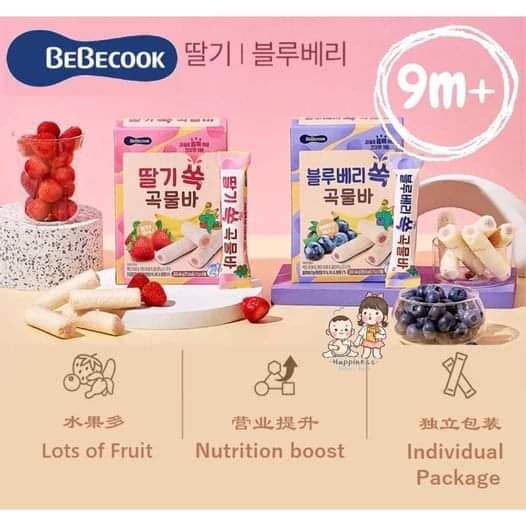 BEBECOOK 딸기 | 블루베리
9m+
BEBECOOK
딸기 쏙
곡물바
딸기 쏙 곡물바
BEBECOOK
블루베리 쏙
곡물바
블루베리 쏙 곡물바
Happiness
水果多
Lots of Fruit
营业提升
Nutrition boost
独立包装
Individual
Package